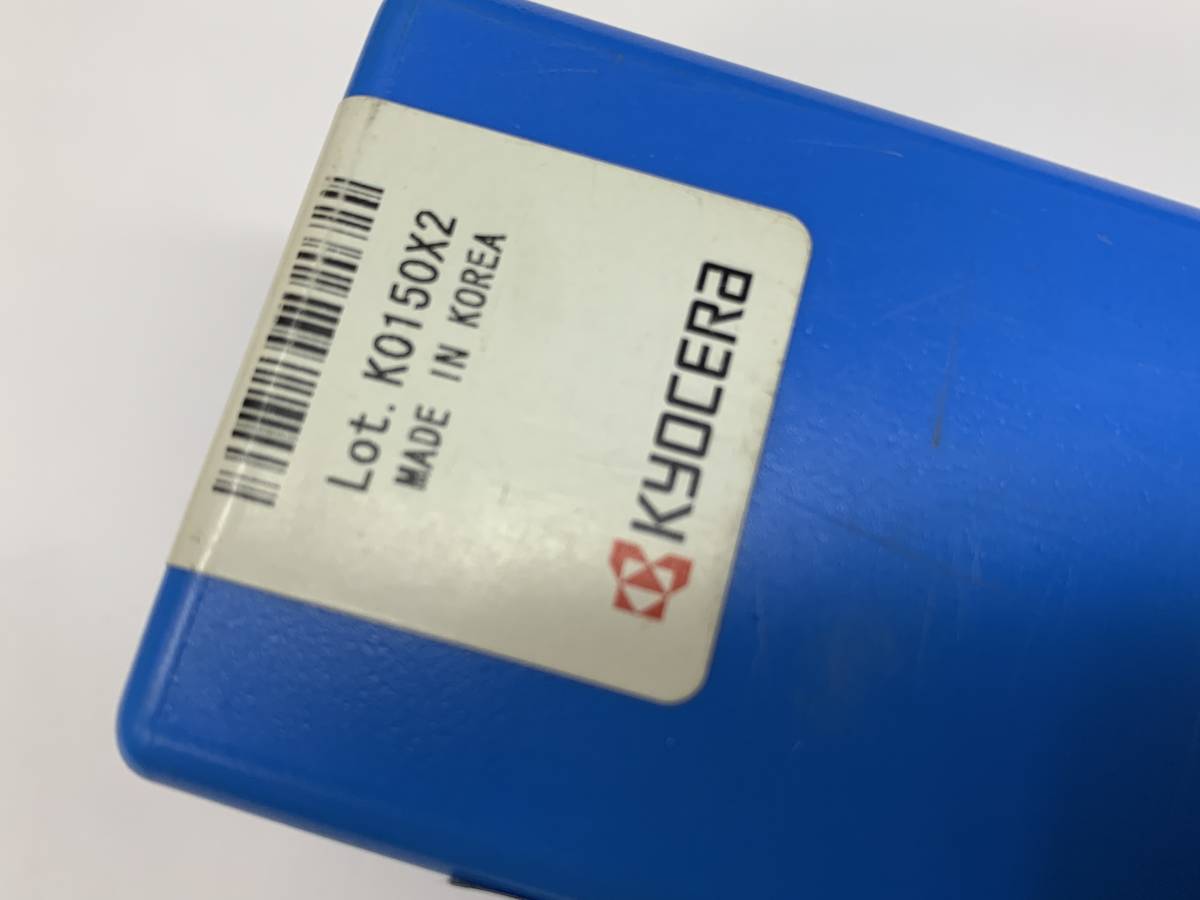 Lot. K0150X2
MADE IN KOREA
KYOCERA